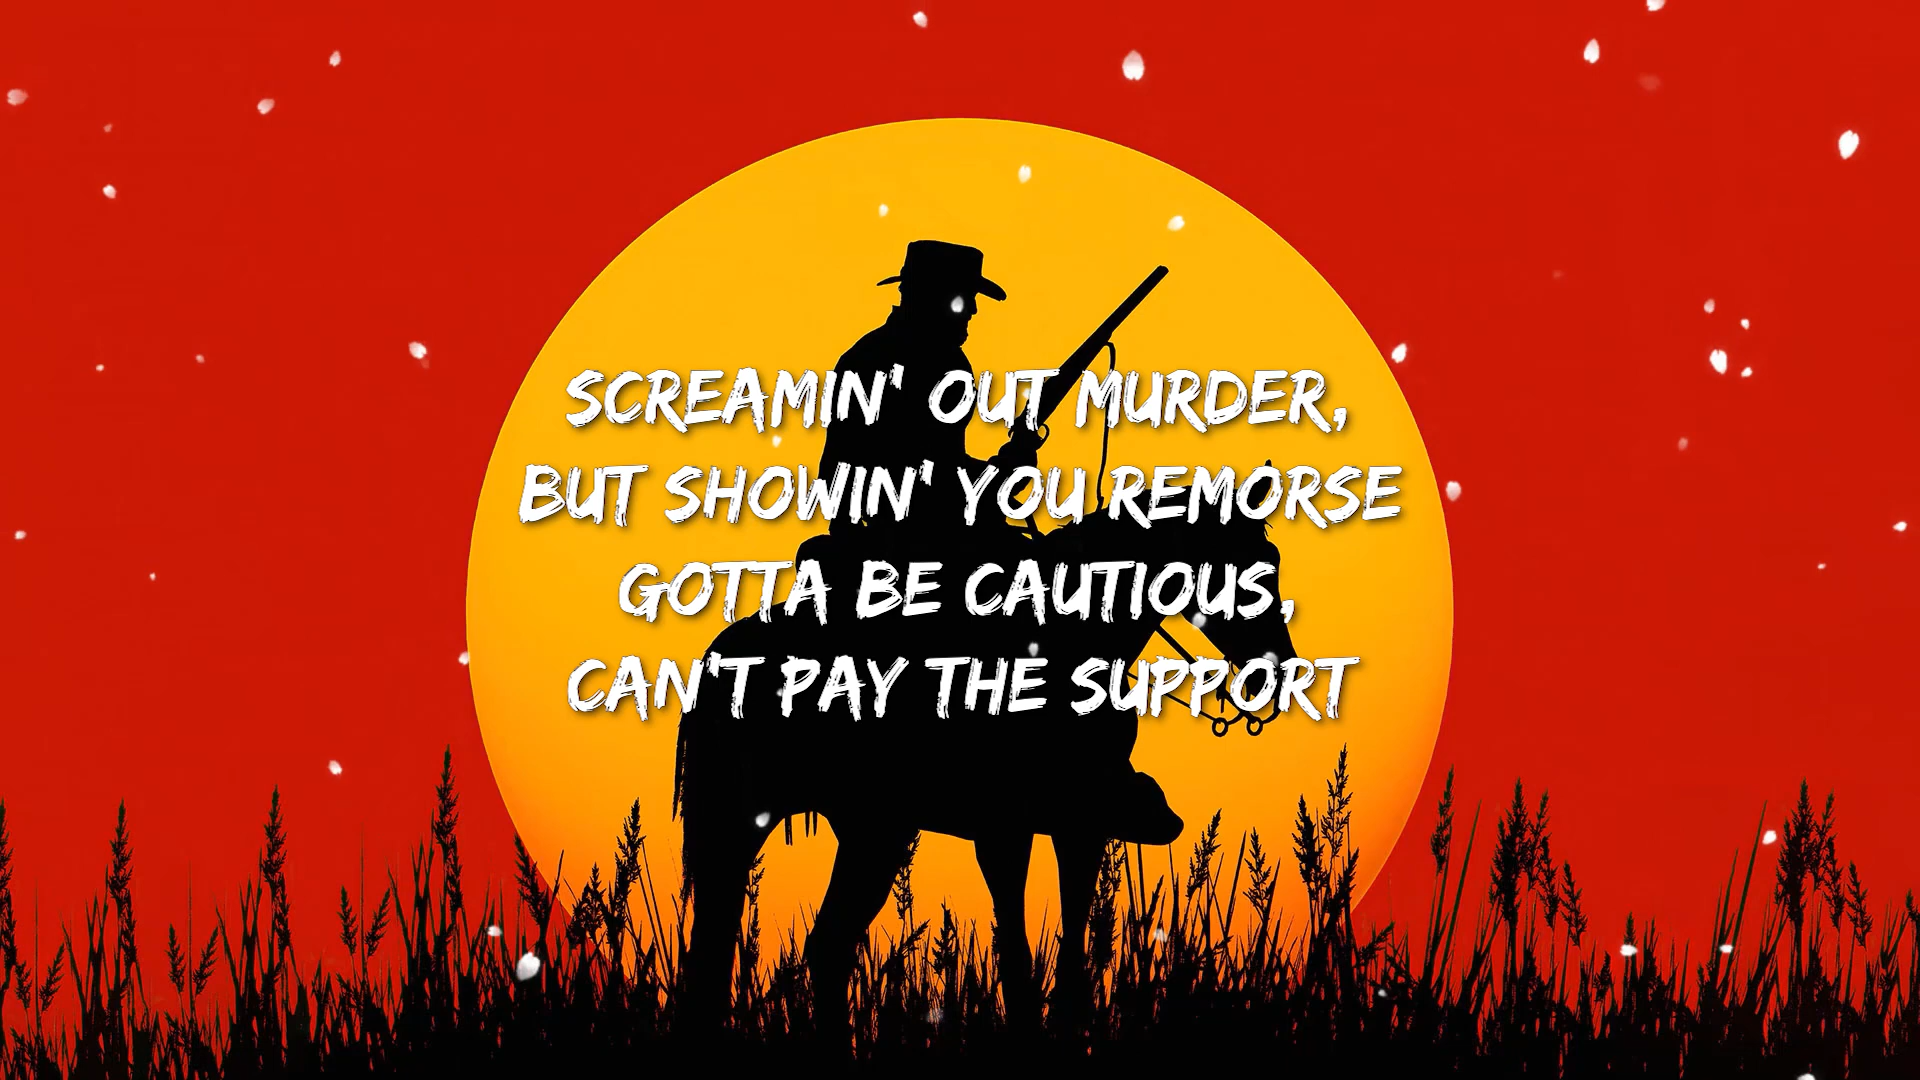 SCREAMIN' OUT MURDER,
BUT SHOWIN' YOU REMORSE
GOTTA BE CAUTIOUS,
CAN'T PAY THE SUPPORT